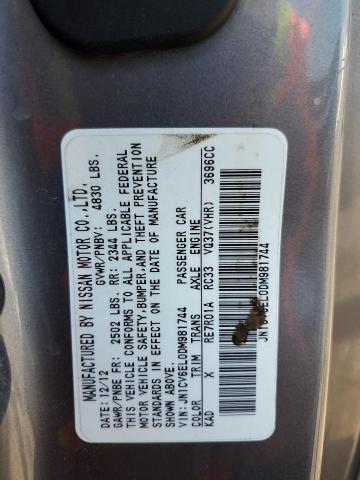 MANUFACTURED BY NISSAN MOTOR CO.,LTD.
12/12 GVWR/PNBV: 4830 LBS.
GAWR/PNBE FR: 2502 LBS. RR: 2344 LBS.
THIS VEHICLE CONFORMS TO ALL APPLICABLE FEDERAL
MOTOR VEHICLE SAFETY,BUMPER,AND THEFT PREVENTION
STANDARDS IN EFFECT ON THE DATE OF MANUFACTURE
SHOWN ABOVE
V: JN1CV6EL0DM981744 PASSENGER CAR
COLOR TRIM TRANS AXLE ENGINE
KAD X RE7R01A RC33 VQ37(VHR) 3696CC
EL0DM981744